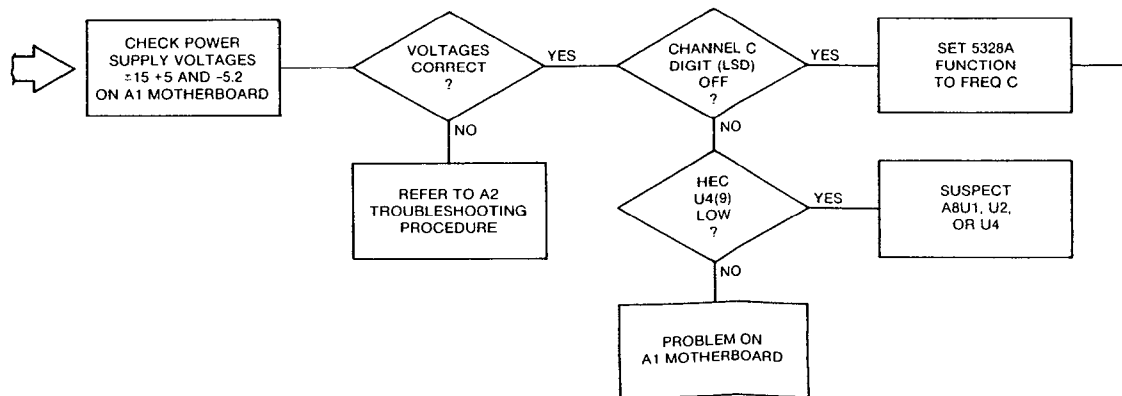 CHECK POWER
SUPPLY VOLTAGES
±15 +5 AND -5.2
ON A1 MOTHERBOARD
VOLTAGES
CORRECT
?
YES
NO
REFER TO A2
TROUBLESHOOTING
PROCEDURE
CHANNEL C
DIGIT (LSD)
OFF
?
YES
NO
SET 5328A
FUNCTION
TO FREQ C
HEC
U4(9)
LOW
?
YES
NO
SUSPECT
A8U1, U2,
OR U4
PROBLEM ON
A1 MOTHERBOARD